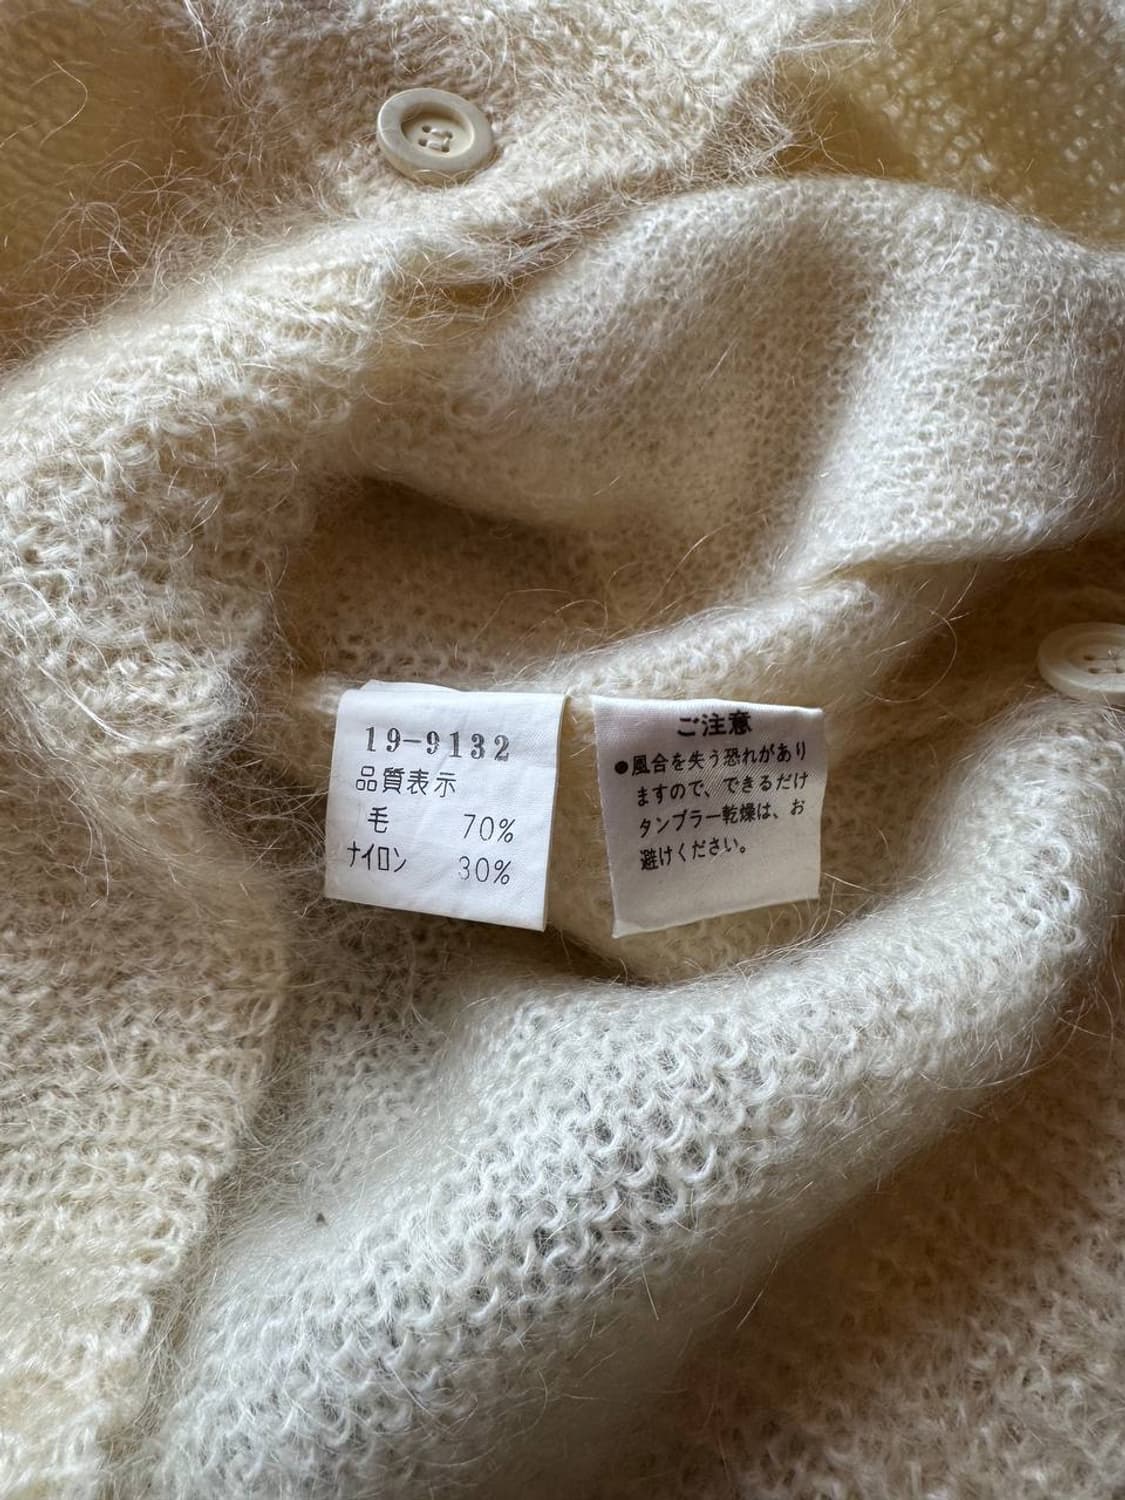 19-9132
品質表示
毛 70%
ナイロン 30%
ご注意
●風合を失う恐れがあり
ますので、できるだけ
タンブラー乾燥は、お
避けください。